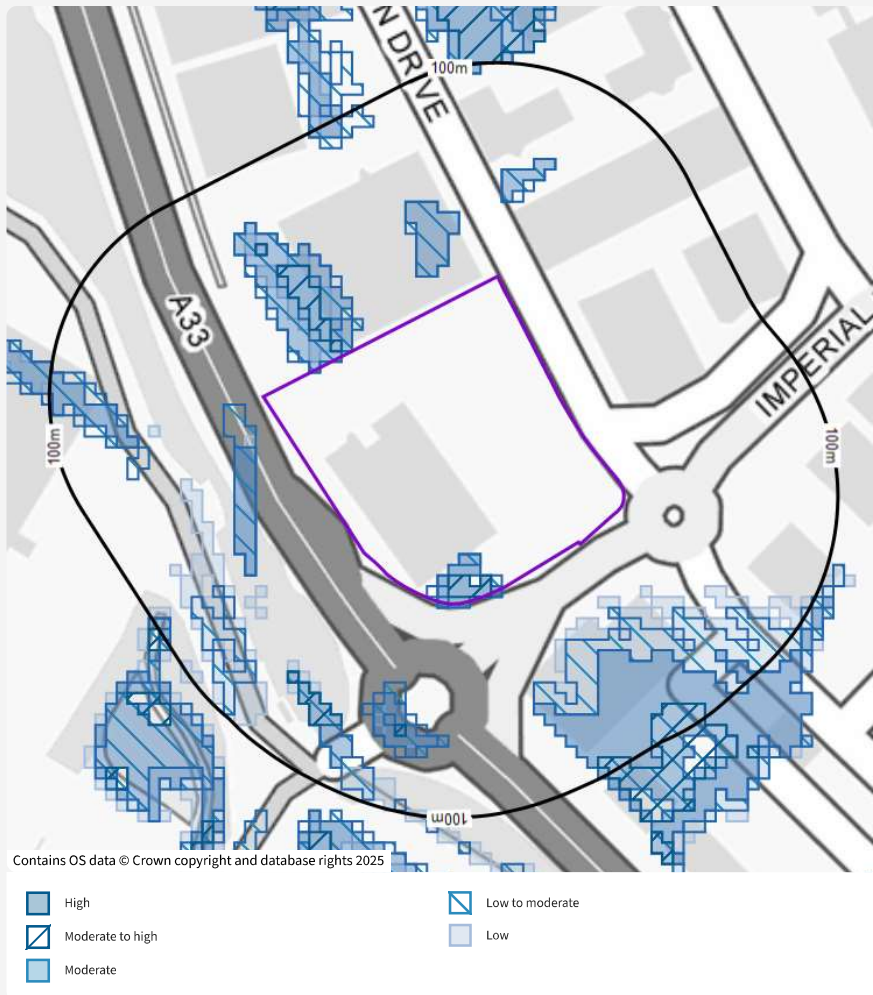 N DRIVE
100m
A33
IMPERIAL
100m
100m
100m
Contains OS data © Crown copyright and database rights 2025
High
Low to moderate
Moderate to high
Low
Moderate